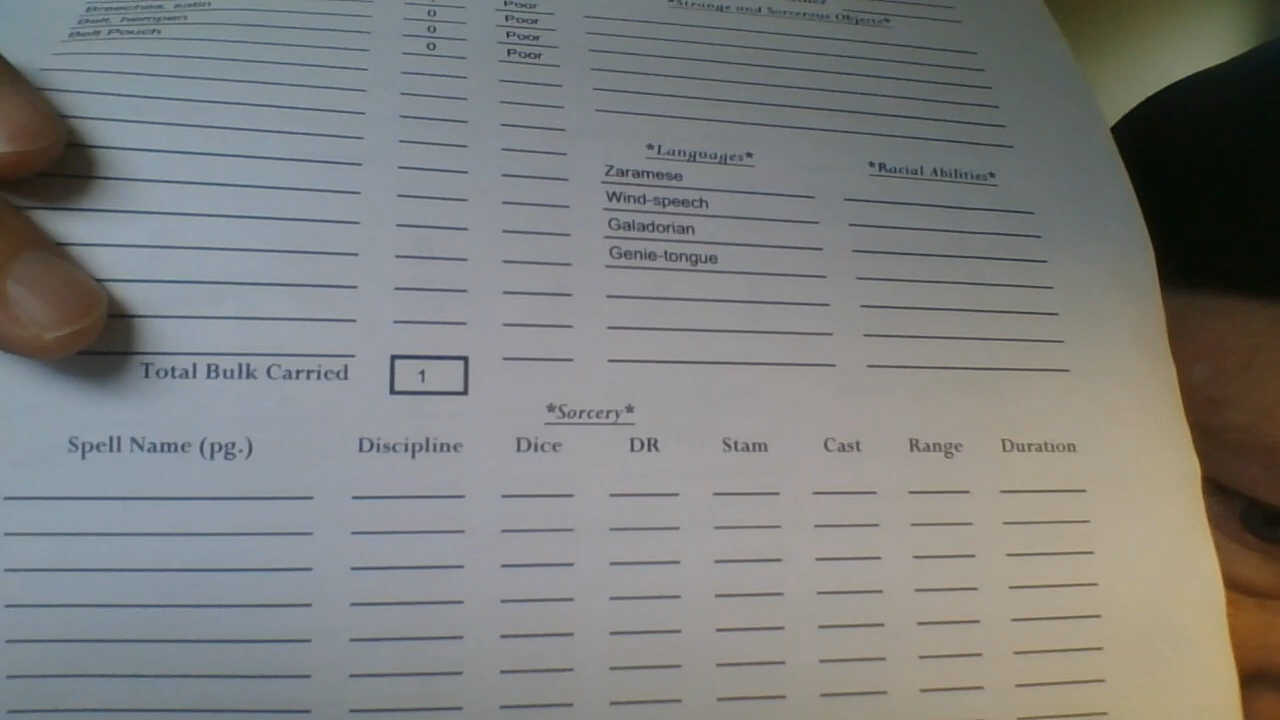 Breeches, satin 0 Poor
Belt, hempen 0 Poor
Belt Pouch 0 Poor
0 Poor
*Strange and Sorcerous Objects*
*Languages*
Zaramese
Wind-speech
Galadorian
Genie-tongue
*Racial Abilities*
Total Bulk Carried 1
*Sorcery*
Spell Name (pg.) Discipline Dice DR Stam Cast Range Duration